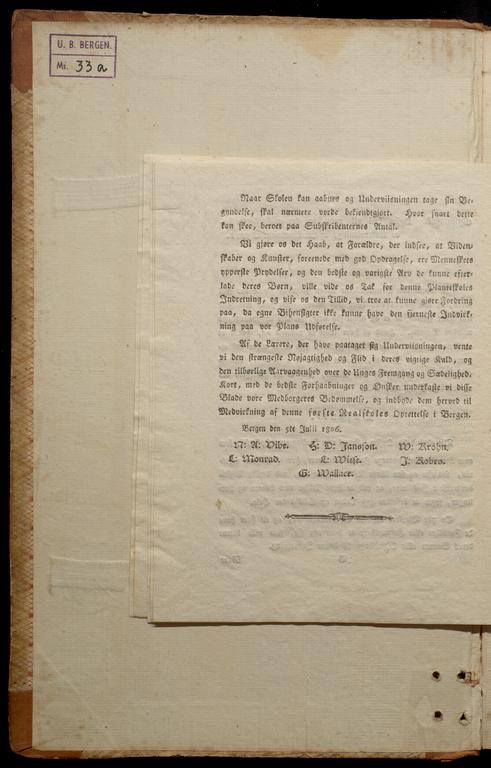 U. B. BERGEN.
Ms. 33 a
Naar Skolen kan aabnes og Underviisningen tage sin Be-
gyndelse, skal nærmere vorde bekjendtgjort. Hvor snart dette
kan skee, beroer paa Subskribenternes Antal.
Vi gjøre os det Haab, at Forældre, der indsee, at Viden-
skaber og Kunster, forenede med god Opdragelse, ere Menneskets
ypperste Prydelser, og den bedste og varigste Arv de kunne efter-
lade deres Børn, ville vide os Tak for denne Planteskoles
Indretning, og vise os den Tillid, vi troe at kunne gjøre Fordring
paa, da egne Bihensigter ikke kunne have den fjerneste Indvirk-
ning paa vor Plans Udførelse.
Af de Lærere, der have paataget sig Underviisningen, vente
vi den strængeste Nøjagtighed og Flid i deres vigtige Kald, og
den tilbørlige Aarvaagenhed over de Unges Fremgang og Sædelighed.
Kort, med de bedste Forhaabninger og Ønsker underkaste vi disse
Blade vore Medborgeres Bedømmelse, og indbyde dem herved til
Medvirkning af denne første Realskoles Oprettelse i Bergen.
Bergen den 5te Julii 1806.
N: A: Vibe. H: D: Jansson. W: Krohn.
C: Monrad. C: Wiese. J: Robro.
G: Wallace.